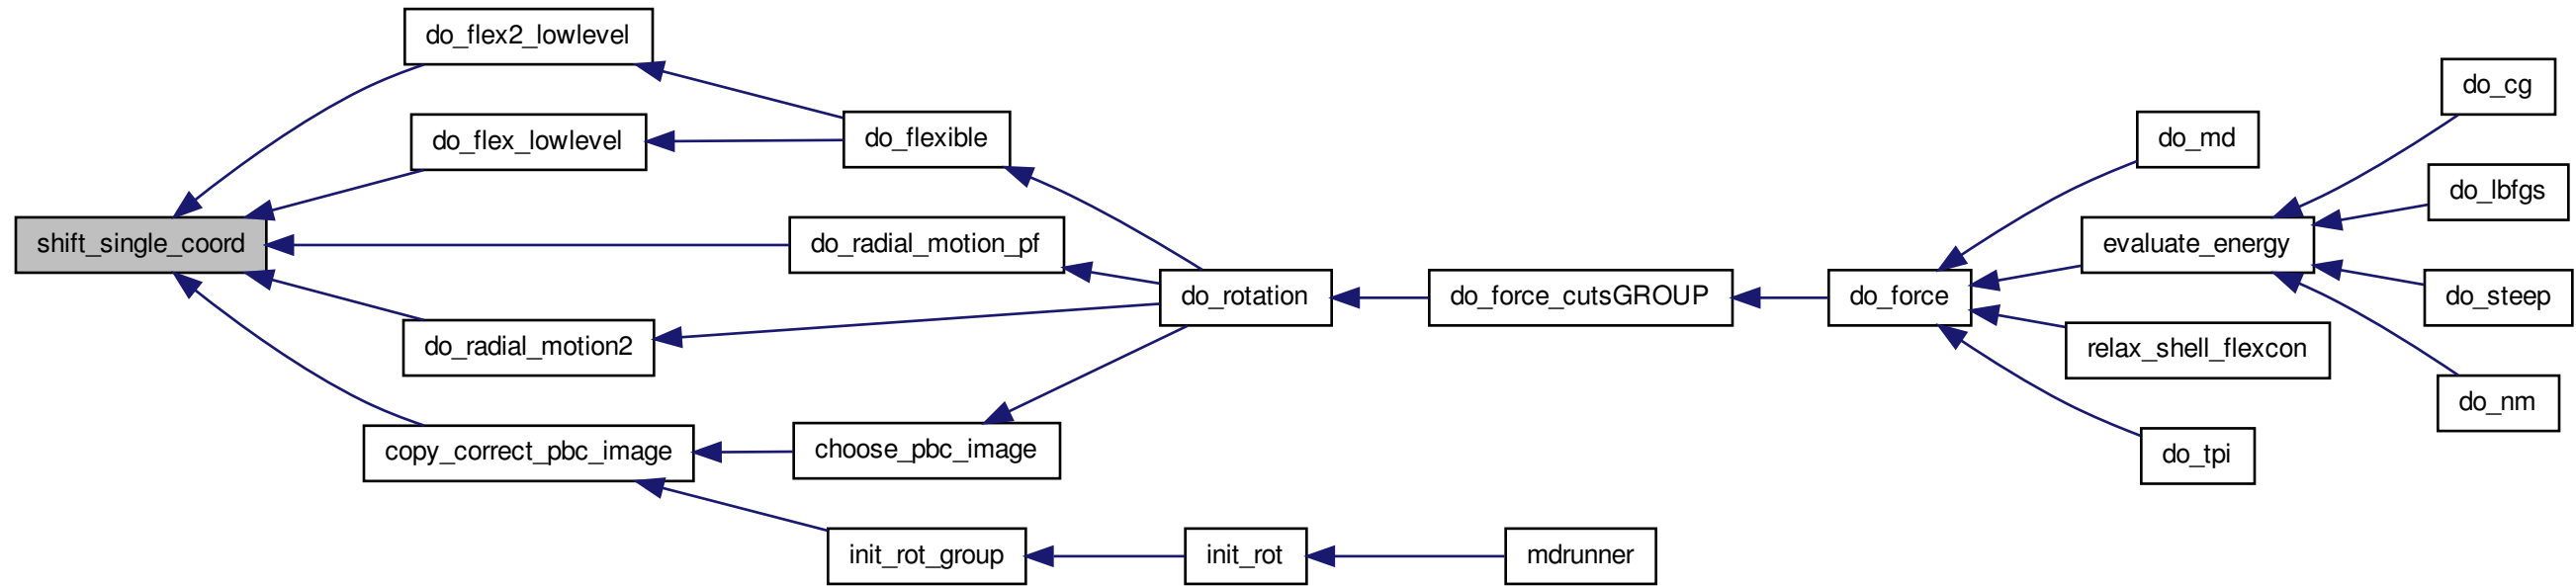 do_flex2_lowlevel
do_cg
do_flex_lowlevel
do_flexible
do_md
do_lbfgs
shift_single_coord
do_radial_motion_pf
evaluate_energy
do_rotation
do_force_cutsGROUP
do_force
do_steep
do_radial_motion2
relax_shell_flexcon
do_nm
copy_correct_pbc_image
choose_pbc_image
do_tpi
init_rot_group
init_rot
mdrunner